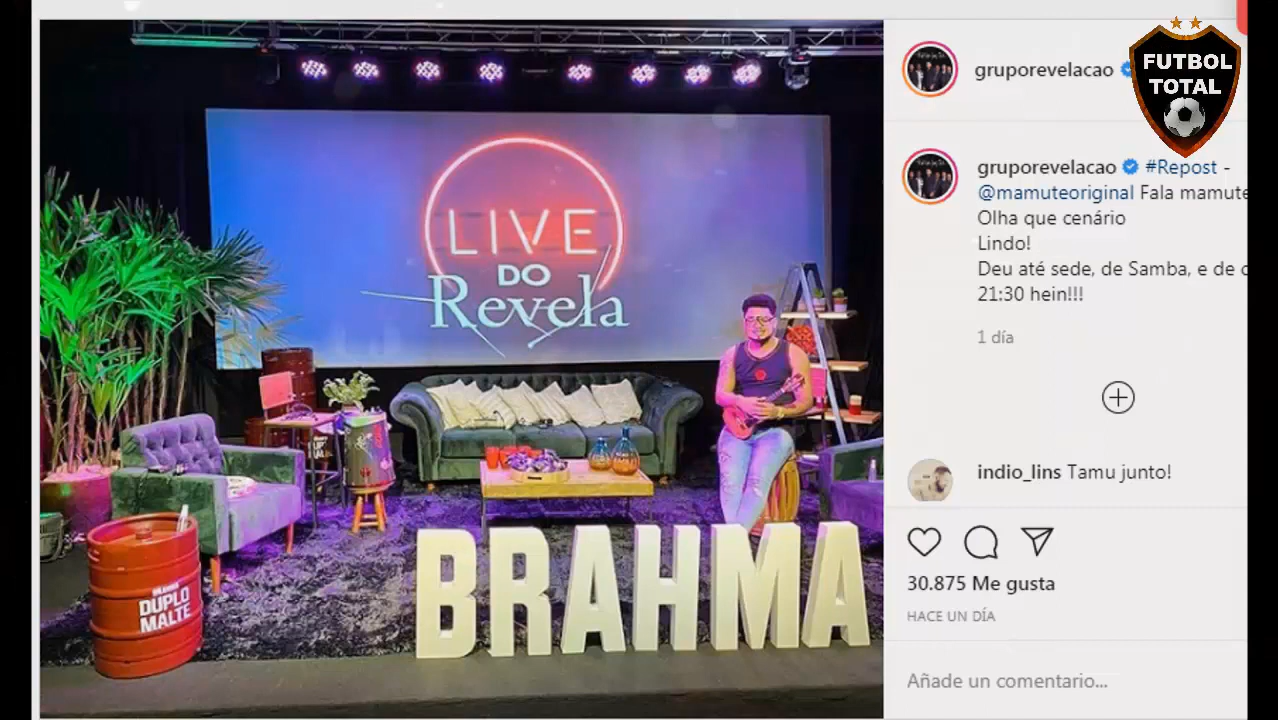 LIVE
DO
Revela
BRAHMA
DUPLO
MALTE
gruporevelacao
FUTBOL
TOTAL
gruporevelacao #Repost -
@mamuteoriginal Fala mamute
Olha que cenário
Lindo!
Deu até sede, de Samba, e de
21:30 hein!!!
1 día
indio_lins Tamu junto!
30.875 Me gusta
HACE UN DÍA
Añade un comentario...